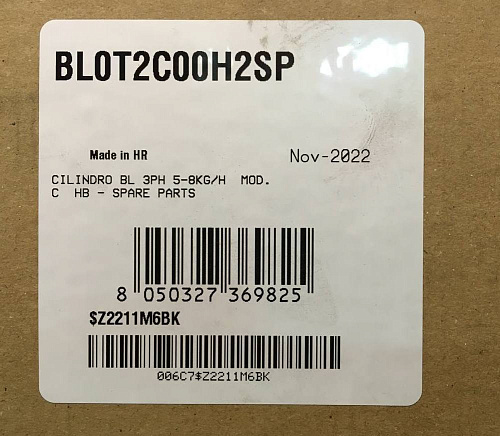 BL0T2C00H2SP
Made in HR
Nov-2022
CILINDRO BL 3PH 5-8KG/H MOD.
C HB - SPARE PARTS
8 050327 369825
$Z2211M6BK
006C7$Z2211M6BK